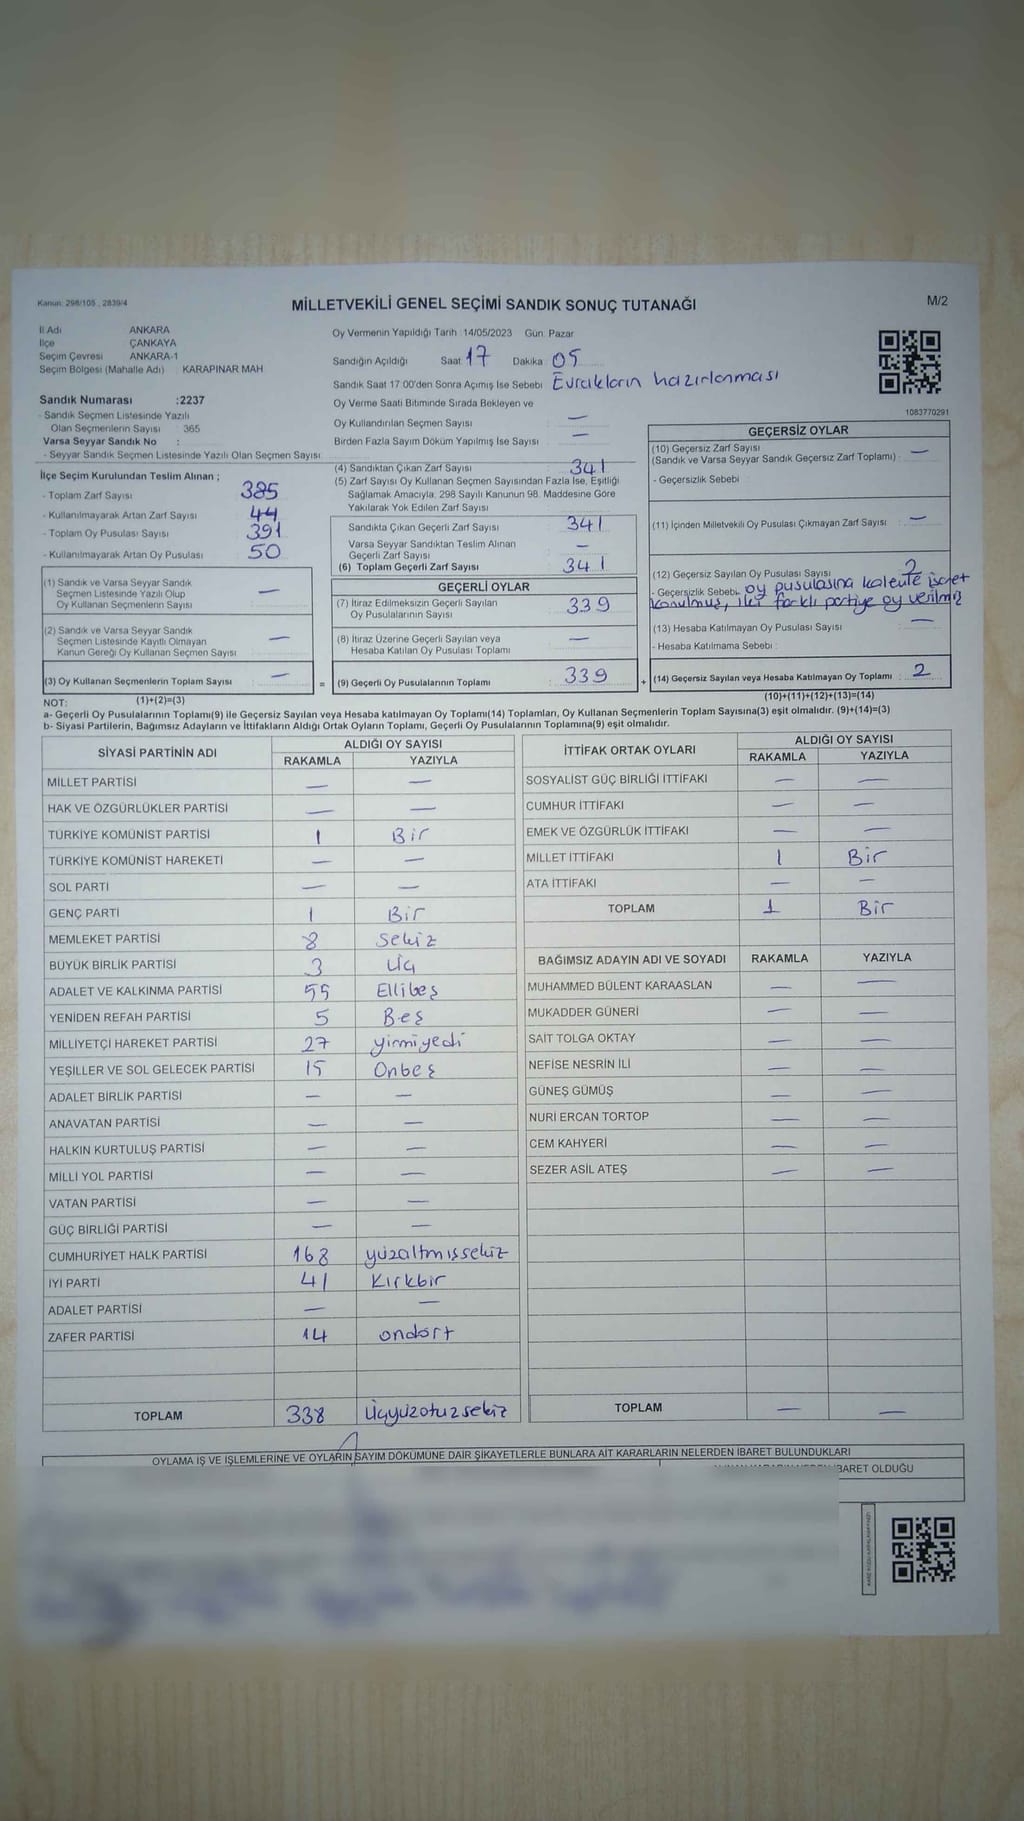 Kanun: 298/105 , 2839/4
MİLLETVEKİLİ GENEL SEÇİMİ SANDIK SONUÇ TUTANAĞI
M/2
İl Adı ANKARA
İlçe ÇANKAYA
Seçim Çevresi ANKARA-1
Seçim Bölgesi (Mahalle Adı) KARAPINAR MAH
Sandık Numarası :2237
- Sandık Seçmen Listesinde Yazılı
Olan Seçmenlerin Sayısı 365
Varsa Seyyar Sandık No :
- Seyyar Sandık Seçmen Listesinde Yazılı Olan Seçmen Sayısı
Oy Vermenin Yapıldığı Tarih 14/05/2023 Gün: Pazar
Sandığın Açıldığı Saat 17 Dakika 05
Sandık Saat 17:00'den Sonra Açımış İse Sebebi Evrakların hazırlanması
Oy Verme Saati Bitiminde Sırada Bekleyen ve
Oy Kullandırılan Seçmen Sayısı —
Birden Fazla Sayım Döküm Yapılmış İse Sayısı —
1083770291
İlçe Seçim Kurulundan Teslim Alınan ;
- Toplam Zarf Sayısı 385
- Kullanılmayarak Artan Zarf Sayısı 44
- Toplam Oy Pusulası Sayısı 391
- Kullanılmayarak Artan Oy Pusulası 50
(1) Sandık ve Varsa Seyyar Sandık
Seçmen Listesinde Yazılı Olup
Oy Kullanan Seçmenlerin Sayısı —
(2) Sandık ve Varsa Seyyar Sandık
Seçmen Listesinde Kayıtlı Olmayan
Kanun Gereği Oy Kullanan Seçmen Sayısı —
(3) Oy Kullanan Seçmenlerin Toplam Sayısı —
(4) Sandıktan Çıkan Zarf Sayısı 341
(5) Zarf Sayısı Oy Kullanan Seçmen Sayısından Fazla İse, Eşitliği
Sağlamak Amacıyla, 298 Sayılı Kanunun 98. Maddesine Göre
Yakılarak Yok Edilen Zarf Sayısı
Sandıkta Çıkan Geçerli Zarf Sayısı 341
Varsa Seyyar Sandıktan Teslim Alınan
Geçerli Zarf Sayısı —
(6) Toplam Geçerli Zarf Sayısı 341
GEÇERLİ OYLAR
(7) İtiraz Edilmeksizin Geçerli Sayılan
Oy Pusulalarının Sayısı 339
(8) İtiraz Üzerine Geçerli Sayılan veya
Hesaba Katılan Oy Pusulası Toplamı —
= (9) Geçerli Oy Pusulalarının Toplamı 339
GEÇERSİZ OYLAR
(10) Geçersiz Zarf Sayısı
(Sandık ve Varsa Seyyar Sandık Geçersiz Zarf Toplamı) : —
- Geçersizlik Sebebi
(11) İçinden Milletvekili Oy Pusulası Çıkmayan Zarf Sayısı : —
(12) Geçersiz Sayılan Oy Pusulası Sayısı 2
- Geçersizlik Sebebi oy pusulasına kalemle işaret
konulmuş, iki farklı partiye oy verilmiş
(13) Hesaba Katılmayan Oy Pusulası Sayısı —
- Hesaba Katılmama Sebebi :
+ (14) Geçersiz Sayılan veya Hesaba Katılmayan Oy Toplamı : 2
NOT: (1)+(2)=(3)
(10)+(11)+(12)+(13)=(14)
a- Geçerli Oy Pusulalarının Toplamı(9) ile Geçersiz Sayılan veya Hesaba katılmayan Oy Toplamı(14) Toplamları, Oy Kullanan Seçmenlerin Toplam Sayısına(3) eşit olmalıdır. (9)+(14)=(3)
b- Siyasi Partilerin, Bağımsız Adayların ve İttifakların Aldığı Ortak Oyların Toplamı, Geçerli Oy Pusulalarının Toplamına(9) eşit olmalıdır.
SİYASİ PARTİNİN ADI ALDIĞI OY SAYISI
RAKAMLA YAZIYLA
MİLLET PARTİSİ — —
HAK VE ÖZGÜRLÜKLER PARTİSİ — —
TÜRKİYE KOMÜNİST PARTİSİ 1 Bir
TÜRKİYE KOMÜNİST HAREKETİ — —
SOL PARTİ — —
GENÇ PARTİ 1 Bir
MEMLEKET PARTİSİ 8 Sekiz
BÜYÜK BİRLİK PARTİSİ 3 Üç
ADALET VE KALKINMA PARTİSİ 55 Ellibeş
YENİDEN REFAH PARTİSİ 5 Beş
MİLLİYETÇİ HAREKET PARTİSİ 27 yirmiyedi
YEŞİLLER VE SOL GELECEK PARTİSİ 15 Onbeş
ADALET BİRLİK PARTİSİ — —
ANAVATAN PARTİSİ — —
HALKIN KURTULUŞ PARTİSİ — —
MİLLİ YOL PARTİSİ — —
VATAN PARTİSİ — —
GÜÇ BİRLİĞİ PARTİSİ — —
CUMHURİYET HALK PARTİSİ 168 yüzaltmışsekiz
İYİ PARTİ 41 Kırkbir
ADALET PARTİSİ — —
ZAFER PARTİSİ 14 ondört
TOPLAM 338 Üçyüzotuzsekiz
İTTİFAK ORTAK OYLARI ALDIĞI OY SAYISI
RAKAMLA YAZIYLA
SOSYALİST GÜÇ BİRLİĞİ İTTİFAKI — —
CUMHUR İTTİFAKI — —
EMEK VE ÖZGÜRLÜK İTTİFAKI — —
MİLLET İTTİFAKI 1 Bir
ATA İTTİFAKI — —
TOPLAM 1 Bir
BAĞIMSIZ ADAYIN ADI VE SOYADI RAKAMLA YAZIYLA
MUHAMMED BÜLENT KARAASLAN — —
MUKADDER GÜNERİ — —
SAİT TOLGA OKTAY — —
NEFİSE NESRİN İLİ — —
GÜNEŞ GÜMÜŞ — —
NURİ ERCAN TORTOP — —
CEM KAHYERİ — —
SEZER ASİL ATEŞ — —
TOPLAM — —
OYLAMA İŞ VE İŞLEMLERİNE VE OYLARIN SAYIM DÖKÜMÜNE DAİR ŞİKAYETLERLE BUNLARA AİT KARARLARIN NELERDEN İBARET BULUNDUKLARI
İBARET OLDUĞU